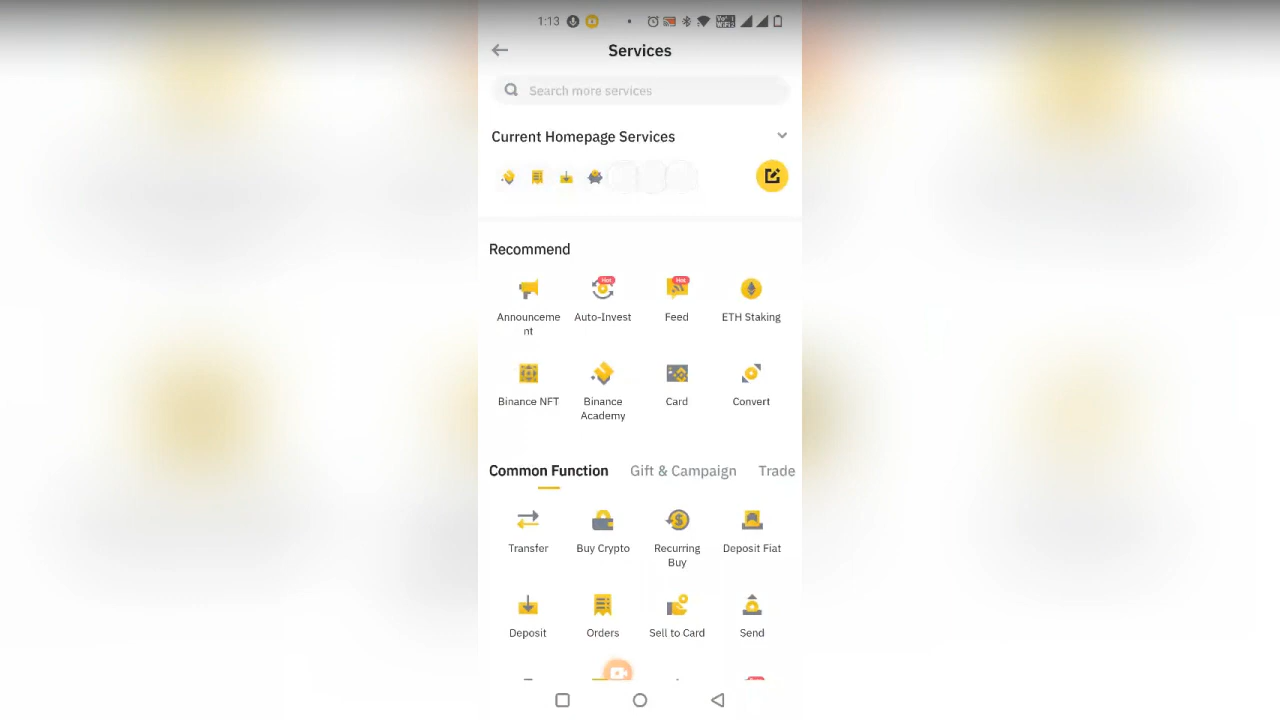 1:13
Services
Search more services
Current Homepage Services
Recommend
Hot Hot
Announceme
nt
Auto-Invest
Feed
ETH Staking
Binance NFT
Binance
Academy
Card
Convert
Common Function Gift & Campaign Trade
Transfer
Buy Crypto
Recurring
Buy
Deposit Fiat
Deposit
Orders
Sell to Card
Send